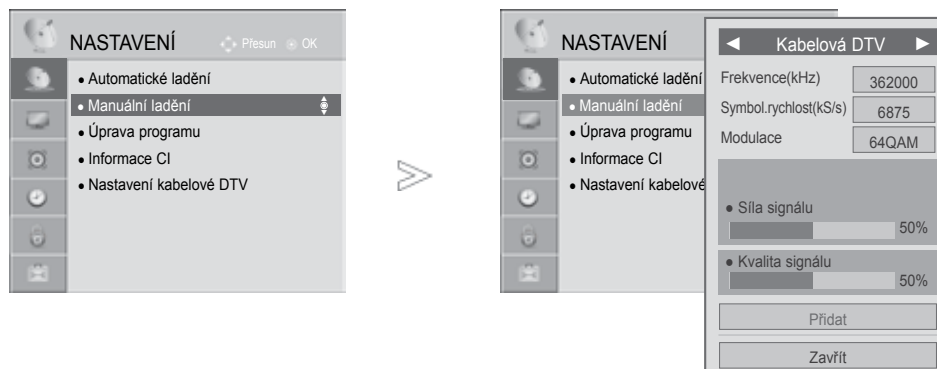 NASTAVENÍ
Přesun OK
• Automatické ladění
• Manuální ladění
• Úprava programu
• Informace CI
• Nastavení kabelové DTV
NASTAVENÍ
• Automatické ladění
• Manuální ladění
• Úprava programu
• Informace CI
• Nastavení kabelové
◄ Kabelová DTV ►
Frekvence(kHz) 362000
Symbol.rychlost(kS/s) 6875
Modulace 64QAM
• Síla signálu
50%
• Kvalita signálu
50%
Přidat
Zavřít